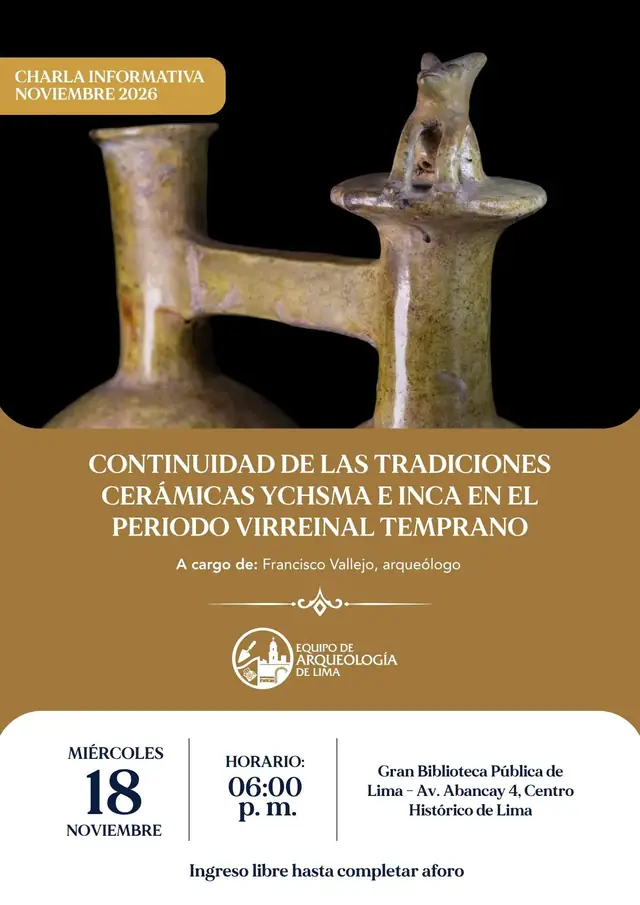 CHARLA INFORMATIVA
NOVIEMBRE 2026
CONTINUIDAD DE LAS TRADICIONES
CERÁMICAS YCHSMA E INCA EN EL
PERIODO VIRREINAL TEMPRANO
A cargo de: Francisco Vallejo, arqueólogo
EQUIPO DE
ARQUEOLOGÍA
DE LIMA
MIÉRCOLES
18
NOVIEMBRE
HORARIO:
06:00
p. m.
Gran Biblioteca Pública de
Lima - Av. Abancay 4, Centro
Histórico de Lima
Ingreso libre hasta completar aforo